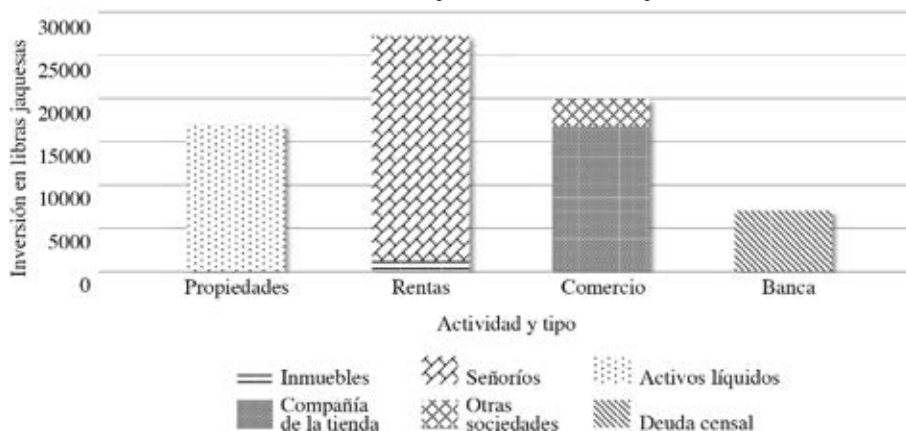 30000
25000
20000
15000
10000
5000
0
Inversión en libras jaquesas
Propiedades Rentas Comercio Banca
Actividad y tipo
Inmuebles Señoríos Activos líquidos
Compañía de la tienda Otras sociedades Deuda censal